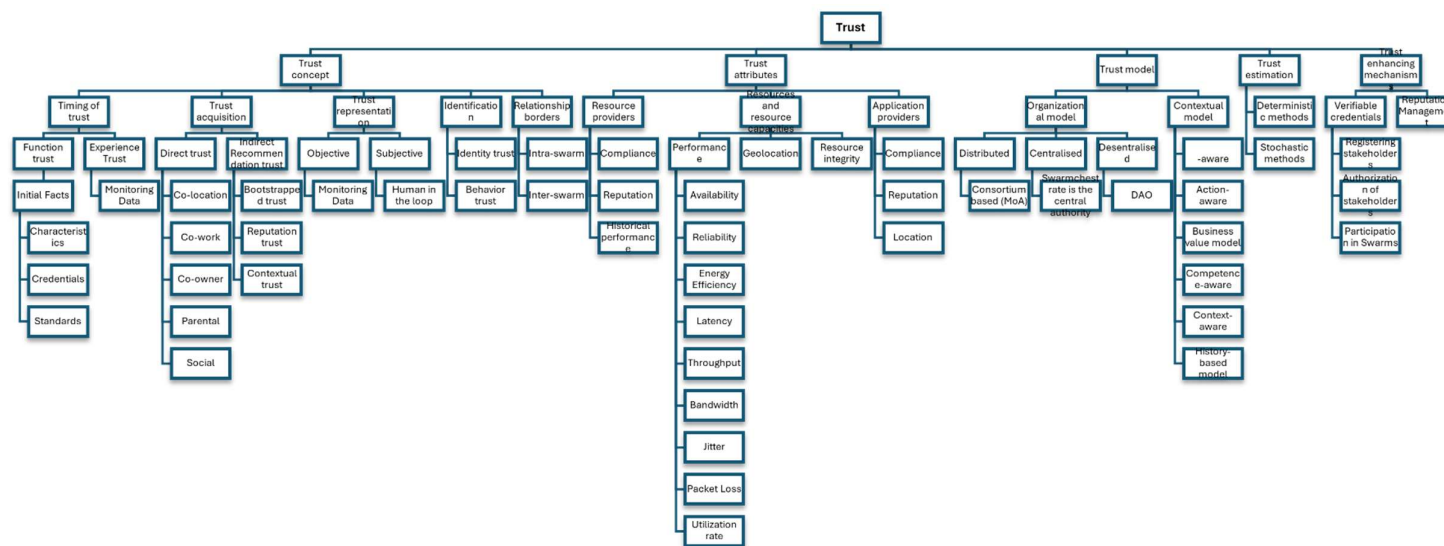 Trust
Trust
concept
Trust
attributes
Trust model
Trust
estimation
Trust
enhancing
mechanism
Timing of
trust
Trust
acquisition
Trust
representati
on
Identificatio
n
Relationship
borders
Resource
providers
Resources
and
resource
capacities
Application
providers
Organization
al model
Contextual
model
Deterministi
c methods
Verifiable
credentials
Reputation
Managemen
t
Function
trust
Experience
Trust
Direct trust
Indirect
Recommen
dation trust
Objective
Subjective
Identity trust
Intra-swarm
Compliance
Performanc
e
Geolocation
Resource
integrity
Compliance
Distributed
Centralised
Desentralise
d
-aware
Stochastic
methods
Registering
stakeholder
s
Initial Facts
Monitoring
Data
Co-location
Bootstrappe
d trust
Monitoring
Data
Human in
the loop
Behavior
trust
Inter-swarm
Reputation
Availability
Reputation
Consortium
based (MoA)
Swarmchest
rate is the
central
authority
DAO
Action-
aware
Authorizatio
n of
stakeholder
s
Characterist
ics
Co-work
Reputation
trust
Historical
performanc
e
Reliability
Location
Business
value model
Participatio
n in Swarms
Credentials
Co-owner
Contextual
trust
Energy
Efficiency
Competenc
e-aware
Standards
Parental
Latency
Context-
aware
Social
Throughput
History-
based
model
Bandwidth
Jitter
Packet Loss
Utilization
rate